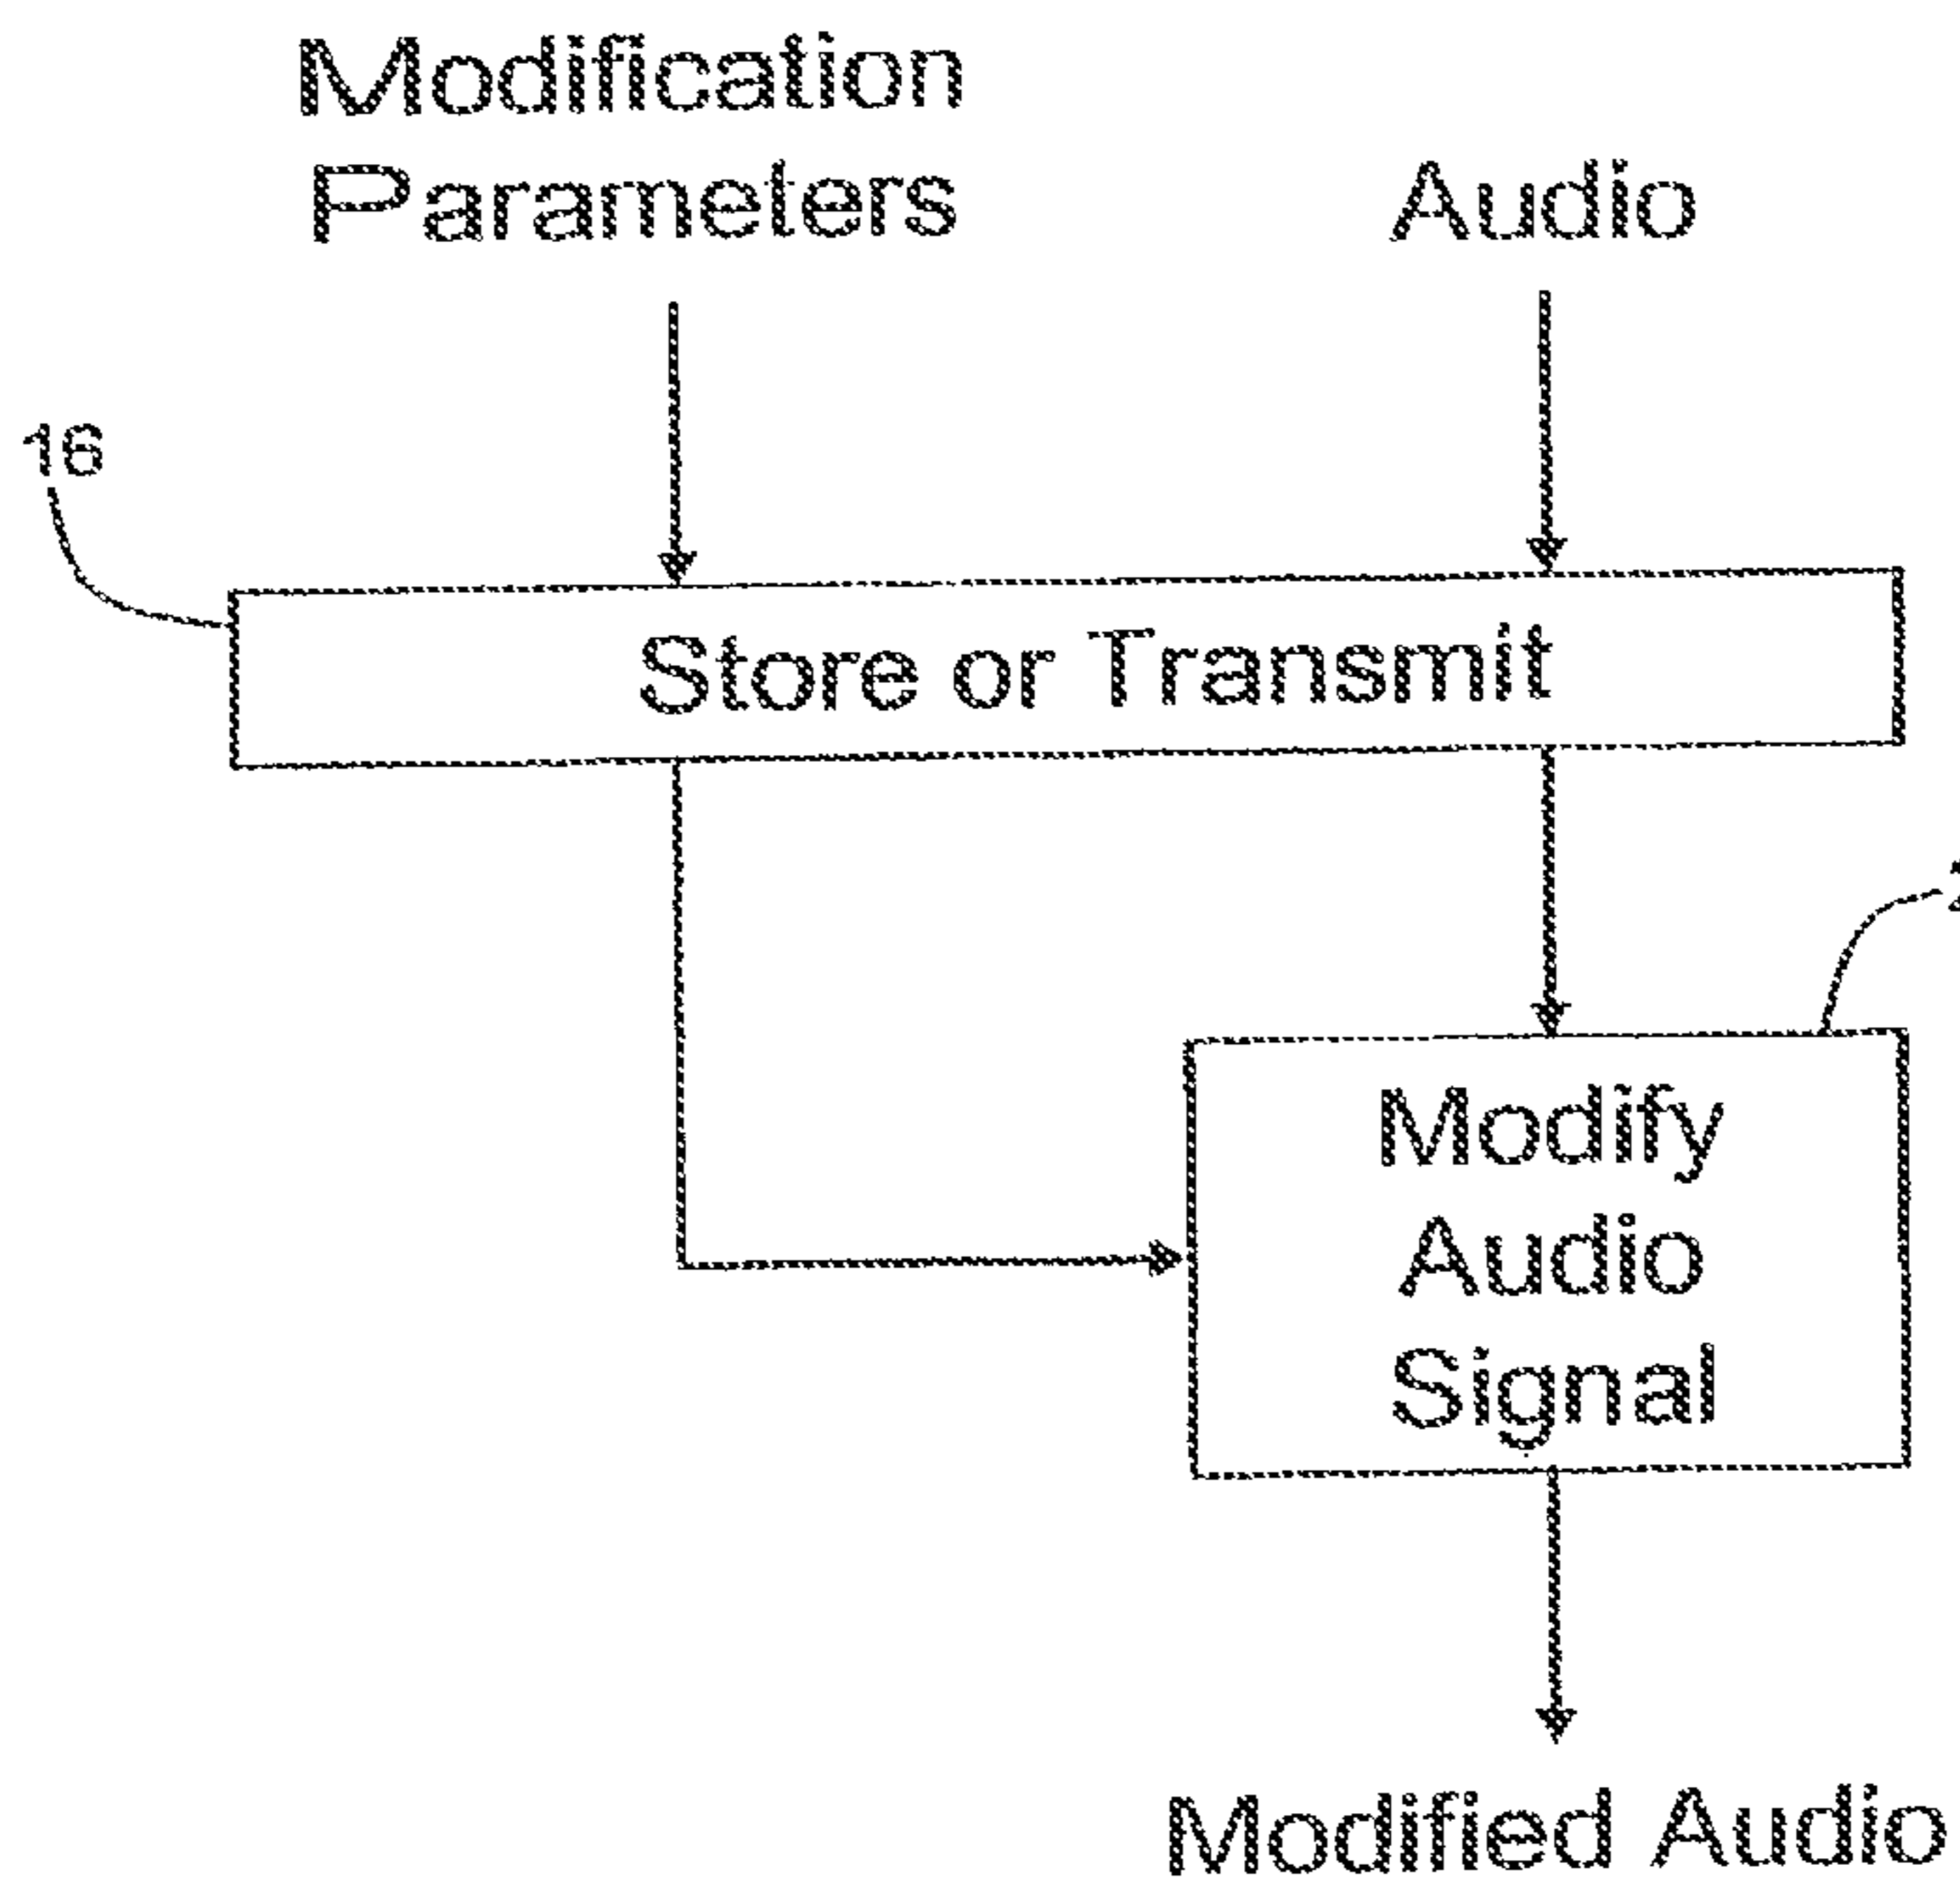 Modification
Parameters
Audio
16
Store or Transmit
Modify
Audio
Signal
Modified Audio